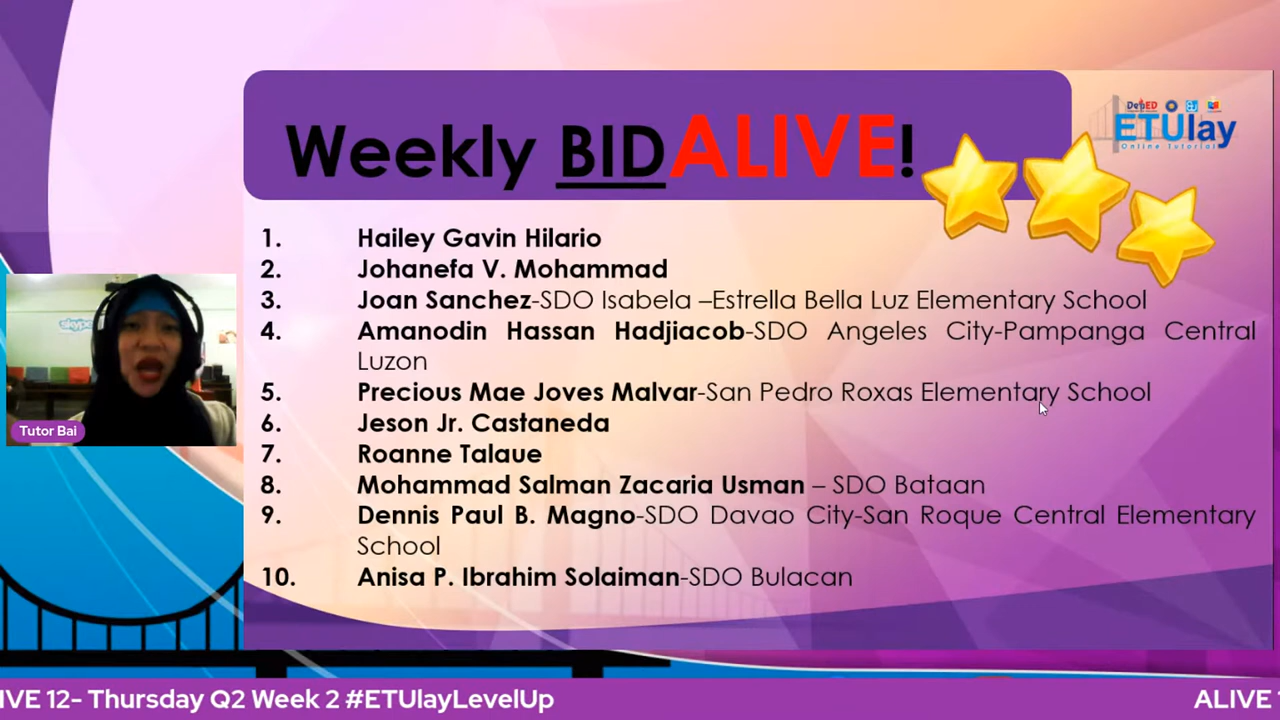 Weekly BIDALIVE!
DepED
ETUlay
Online Tutorial
1. Hailey Gavin Hilario
2. Johanefa V. Mohammad
3. Joan Sanchez-SDO Isabela –Estrella Bella Luz Elementary School
4. Amanodin Hassan Hadjiacob-SDO Angeles City-Pampanga Central
Luzon
5. Precious Mae Joves Malvar-San Pedro Roxas Elementary School
6. Jeson Jr. Castaneda
7. Roanne Talaue
8. Mohammad Salman Zacaria Usman – SDO Bataan
9. Dennis Paul B. Magno-SDO Davao City-San Roque Central Elementary
School
10. Anisa P. Ibrahim Solaiman-SDO Bulacan
skype
Tutor Bai
IVE 12- Thursday Q2 Week 2 #ETUlayLevelUp
ALIVE 1